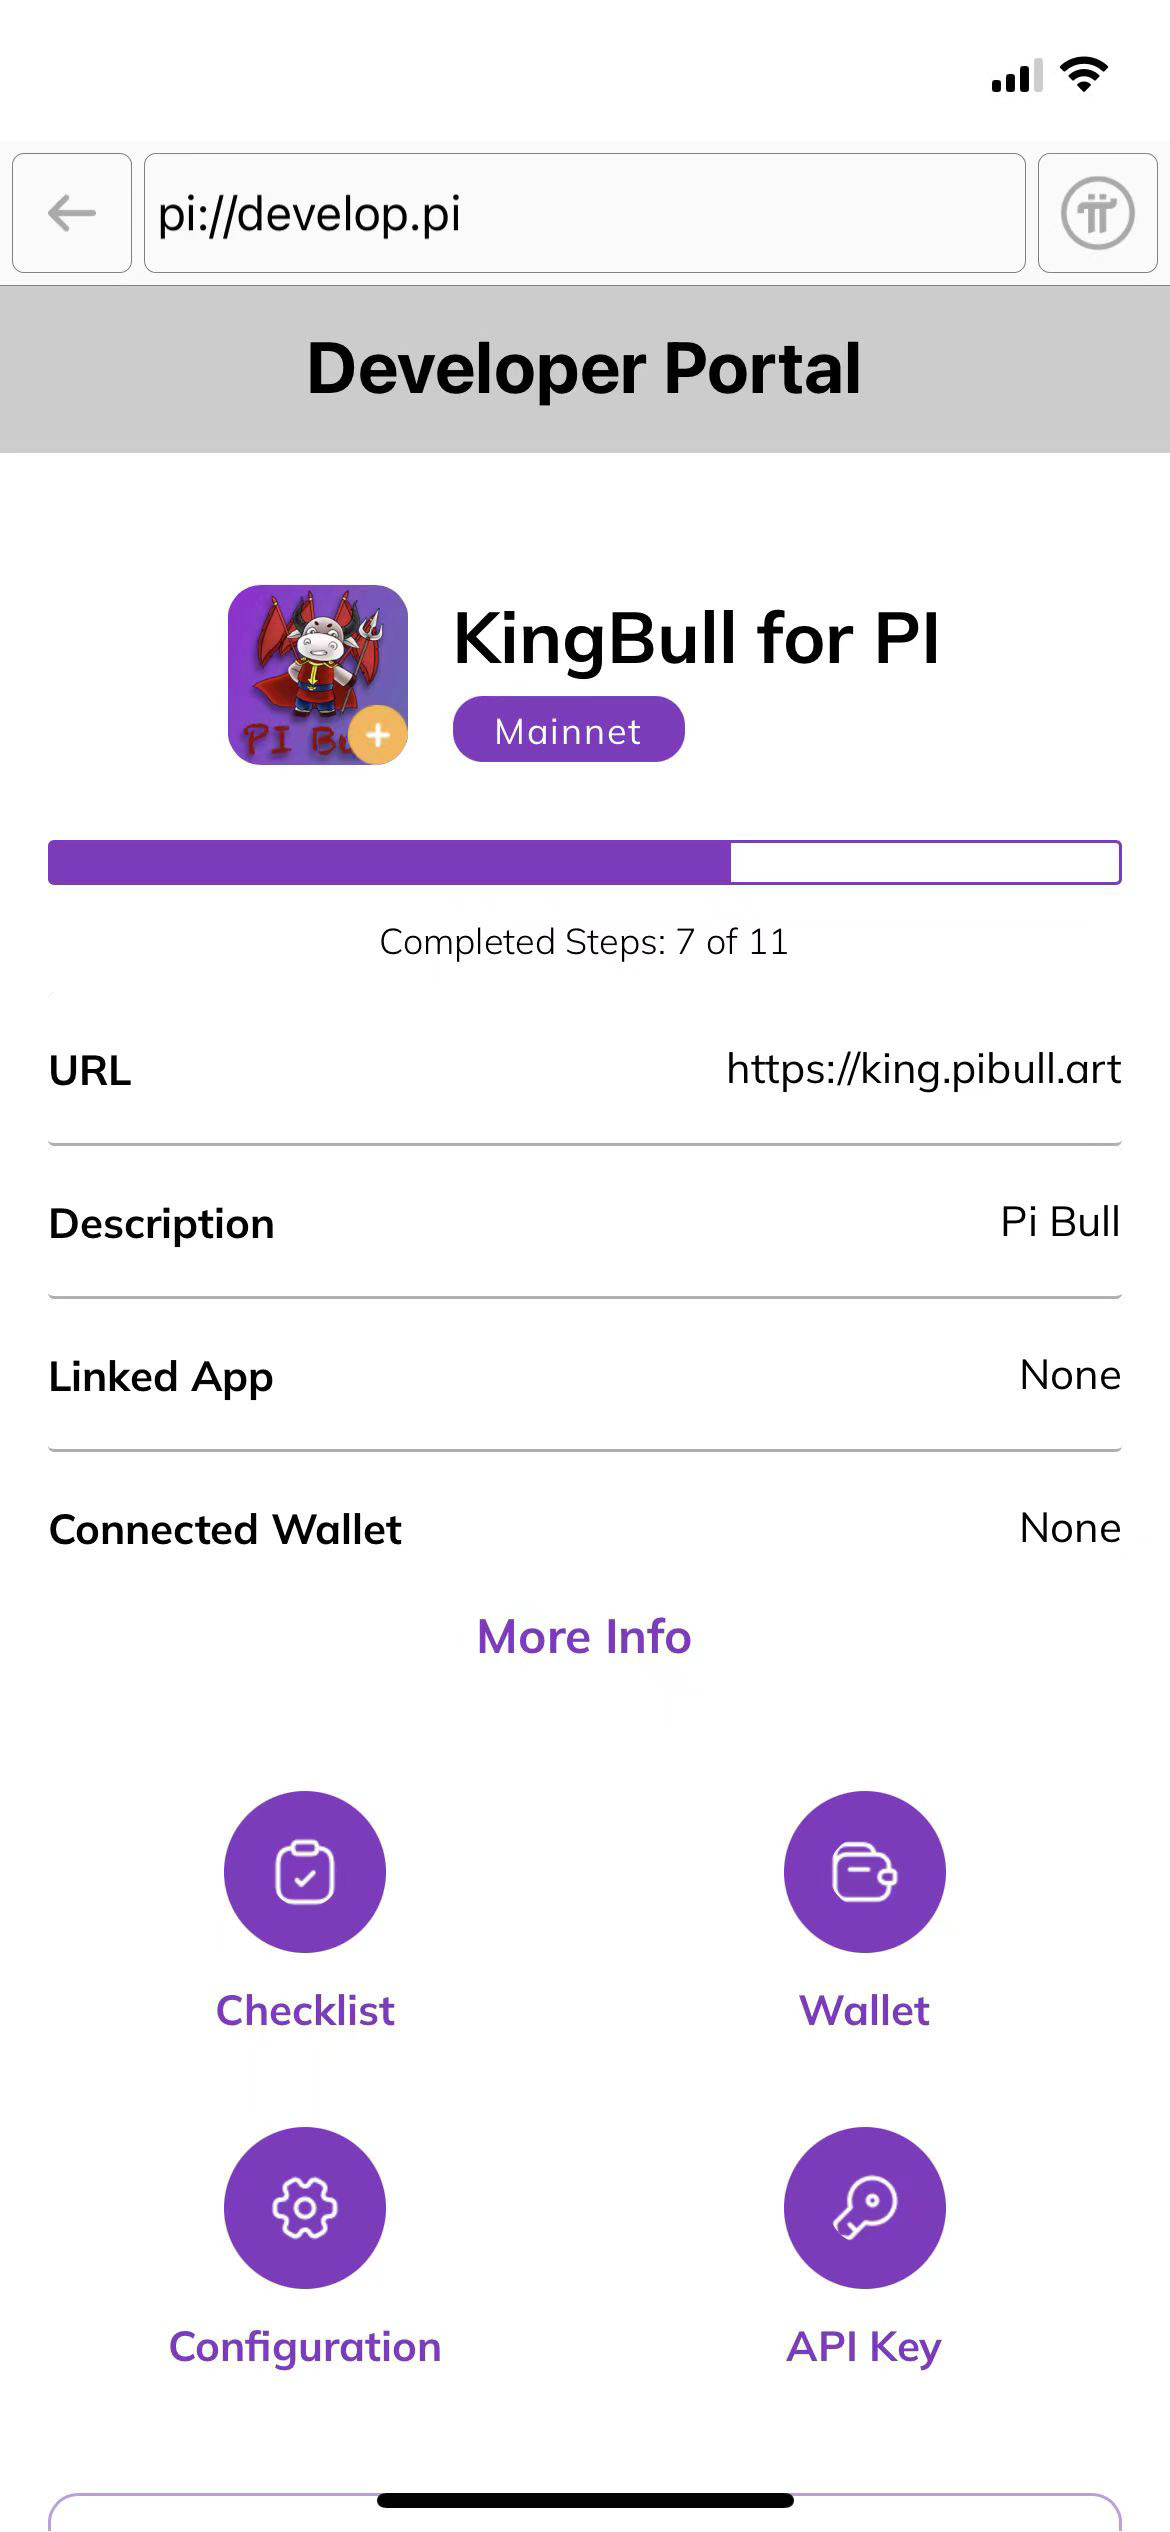 pi://develop.pi
Developer Portal
KingBull for PI
PI
Mainnet
Completed Steps: 7 of 11
URL https://king.pibull.art
Description Pi Bull
Linked App None
Connected Wallet None
More Info
Checklist Wallet
Configuration API Key